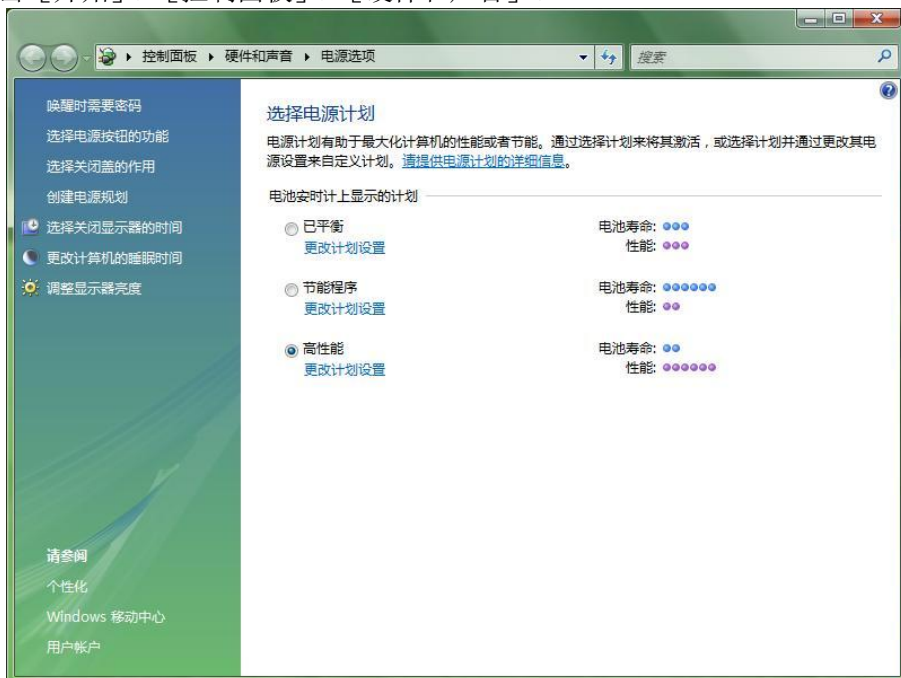 控制面板 ▸ 硬件和声音 ▸ 电源选项
搜索
唤醒时需要密码
选择电源按钮的功能
选择关闭盖的作用
创建电源规划
选择关闭显示器的时间
更改计算机的睡眠时间
调整显示器亮度
请参阅
个性化
Windows 移动中心
用户帐户
选择电源计划
电源计划有助于最大化计算机的性能或者节能。通过选择计划来将其激活，或选择计划并通过更改其电
源设置来自定义计划。请提供电源计划的详细信息。
电池安时计上显示的计划
已平衡 电池寿命:
更改计划设置 性能:
节能程序 电池寿命:
更改计划设置 性能:
高性能 电池寿命:
更改计划设置 性能: